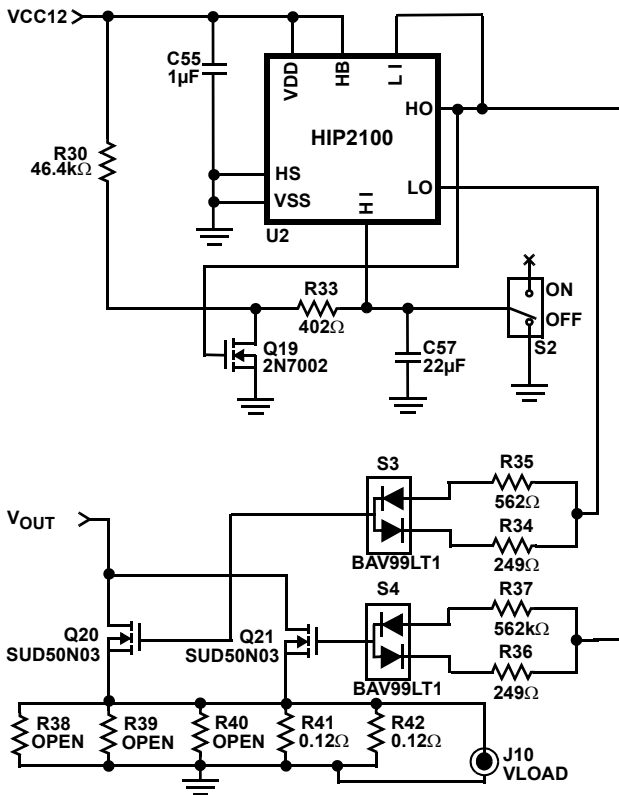 VCC12
C55
1µF
VDD
HB
LI
HO
HIP2100
R30
46.4kΩ
HS
VSS
LO
HI
U2
R33
402Ω
ON
OFF
S2
Q19
2N7002
C57
22µF
S3
R35
562Ω
VOUT
R34
249Ω
BAV99LT1
S4
R37
562kΩ
Q20
SUD50N03
Q21
SUD50N03
R36
249Ω
BAV99LT1
R38
OPEN
R39
OPEN
R40
OPEN
R41
0.12Ω
R42
0.12Ω
J10
VLOAD